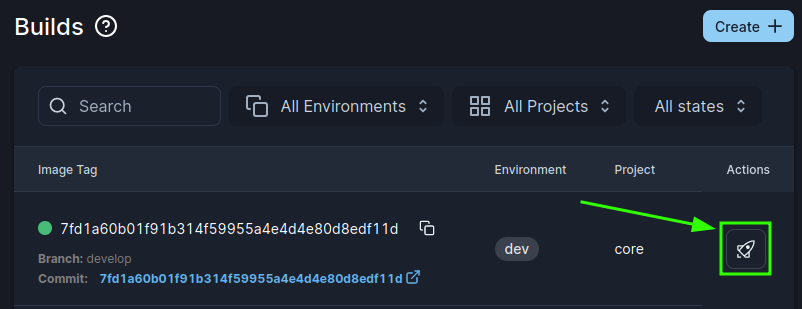 Builds
Create
Search
All Environments
All Projects
All states
Image Tag Environment Project Actions
7fd1a60b01f91b314f59955a4e4d4e80d8edf11d
Branch: develop
Commit: 7fd1a60b01f91b314f59955a4e4d4e80d8edf11d
dev
core